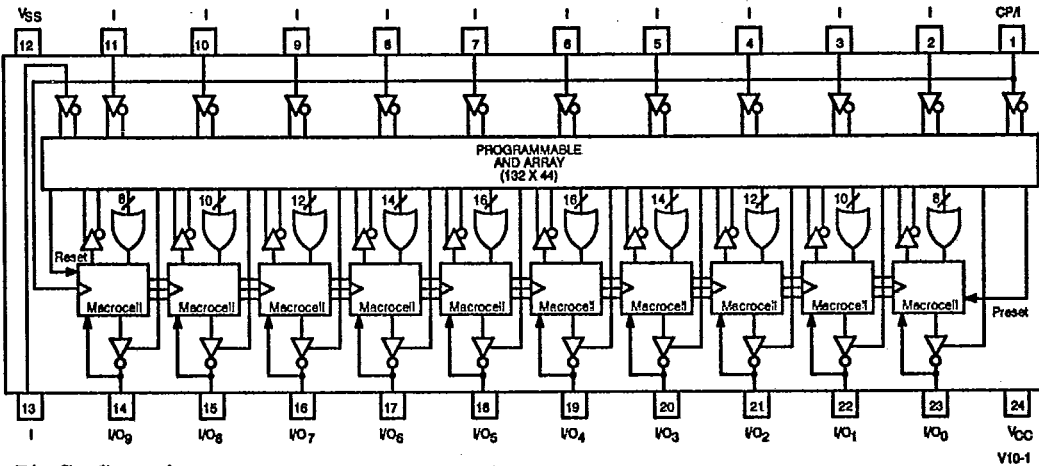 VSS I I I I I I I I I I CP/I
12 11 10 9 8 7 6 5 4 3 2 1
PROGRAMMABLE
AND ARRAY
(132 X 44)
8 10 12 14 16 16 14 12 10 8
Reset
Macrocell Macrocell Macrocell Macrocell Macrocell Macrocell Macrocell Macrocell Macrocell Macrocell
Preset
13 14 15 16 17 18 19 20 21 22 23 24
I I/O9 I/O8 I/O7 I/O6 I/O5 I/O4 I/O3 I/O2 I/O1 I/O0 VCC
V10-1